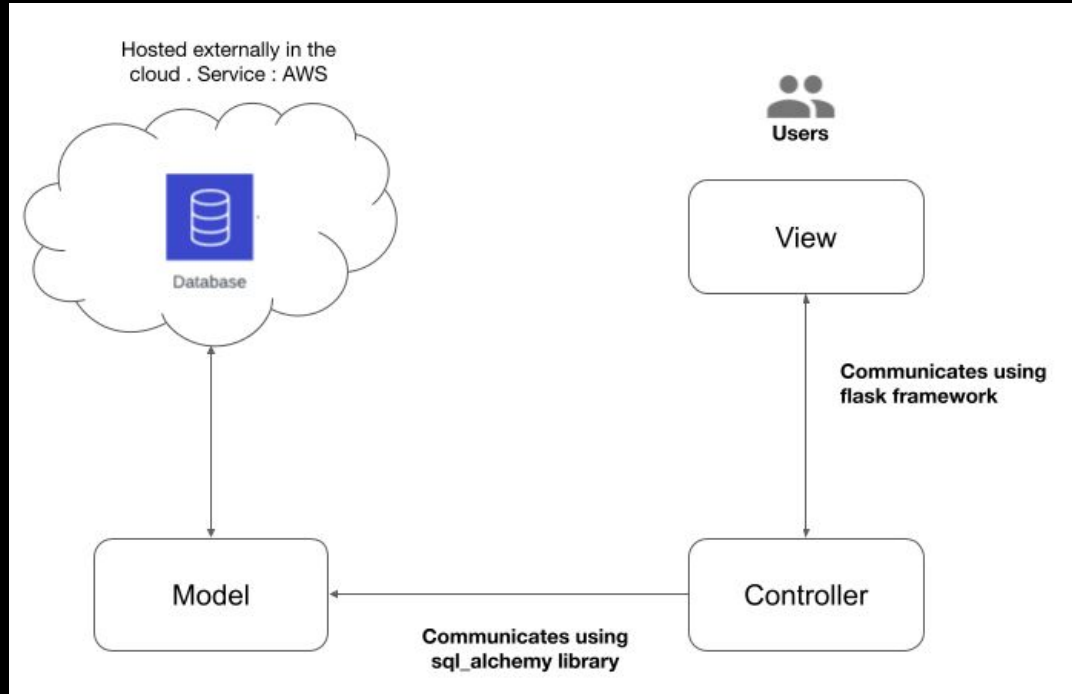 Hosted externally in the
cloud . Service : AWS
Database
Users
View
Communicates using
flask framework
Model
Controller
Communicates using
sql_alchemy library